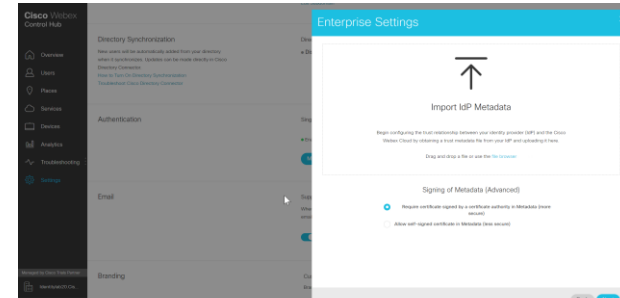 Cisco Webex
Control Hub
Overview
Users
Places
Services
Devices
Analytics
Troubleshooting
Settings
Managed by Cisco
Directory Synchronization
New users will be automatically added from your directory,
when it synchronizes. Updates can be made directly in Cisco
Directory Connector.
How to Turn On Directory Synchronization
Troubleshoot Cisco Directory Connector
Authentication
Email
Branding
Enterprise Settings
Import IdP Metadata
Begin configuring the trust relationship between your identity provider (IdP) and the Cisco
Webex Cloud by obtaining a trust metadata file from your IdP and uploading it here.
Drag and drop a file or use the file browser
Signing of Metadata (Advanced)
Require certificate signed by a certificate authority in Metadata (more
secure)
Allow self-signed certificate in Metadata (less secure)